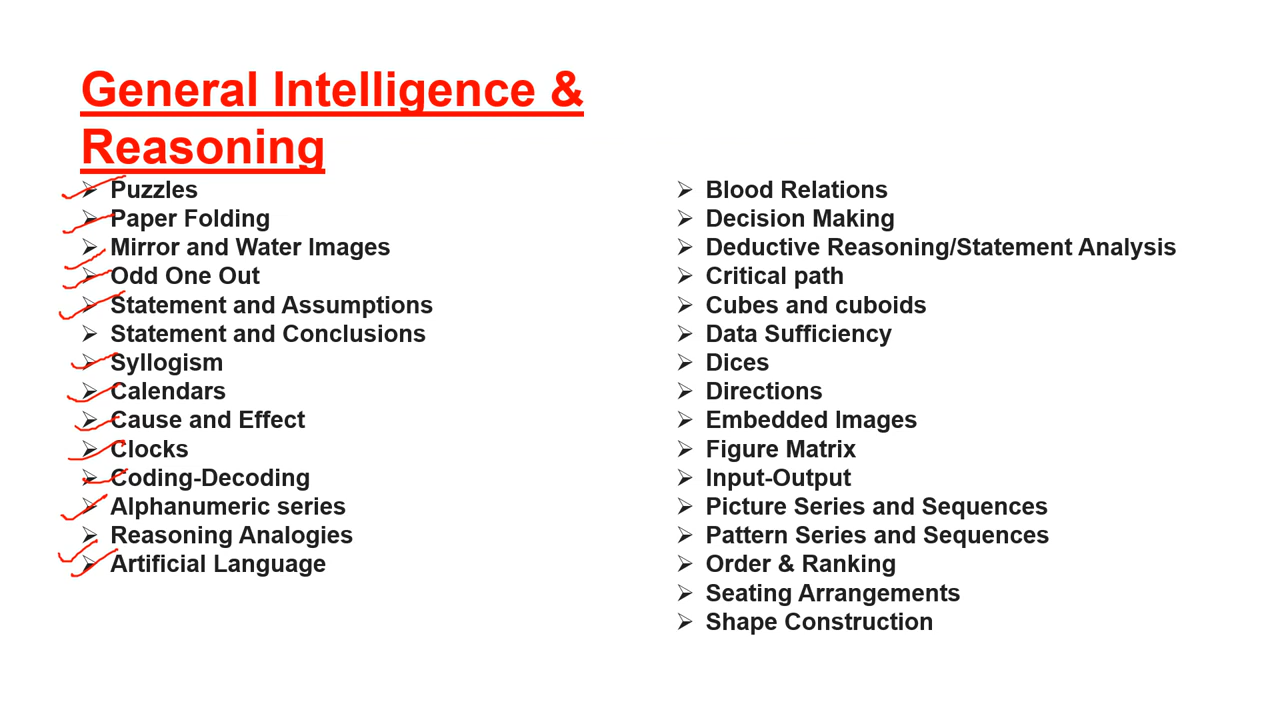 General Intelligence &
Reasoning
Puzzles
Paper Folding
Mirror and Water Images
Odd One Out
Statement and Assumptions
Statement and Conclusions
Syllogism
Calendars
Cause and Effect
Clocks
Coding-Decoding
Alphanumeric series
Reasoning Analogies
Artificial Language
Blood Relations
Decision Making
Deductive Reasoning/Statement Analysis
Critical path
Cubes and cuboids
Data Sufficiency
Dices
Directions
Embedded Images
Figure Matrix
Input-Output
Picture Series and Sequences
Pattern Series and Sequences
Order & Ranking
Seating Arrangements
Shape Construction